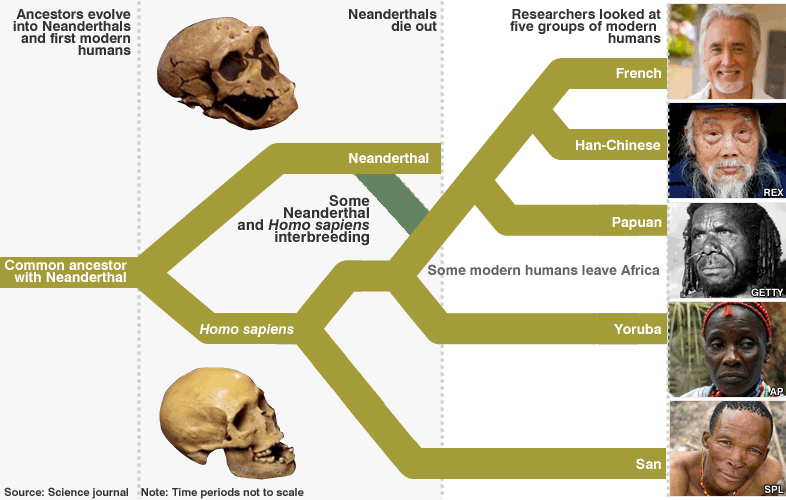 Ancestors evolve
into Neanderthals
and first modern
humans
Neanderthals
die out
Researchers looked at
five groups of modern
humans
French
Han-Chinese
REX
Neanderthal
Some
Neanderthal
and Homo sapiens
interbreeding
Papuan
Common ancestor
with Neanderthal
Some modern humans leave Africa
GETTY
Homo sapiens
Yoruba
AP
San
SPL
Source: Science journal
Note: Time periods not to scale